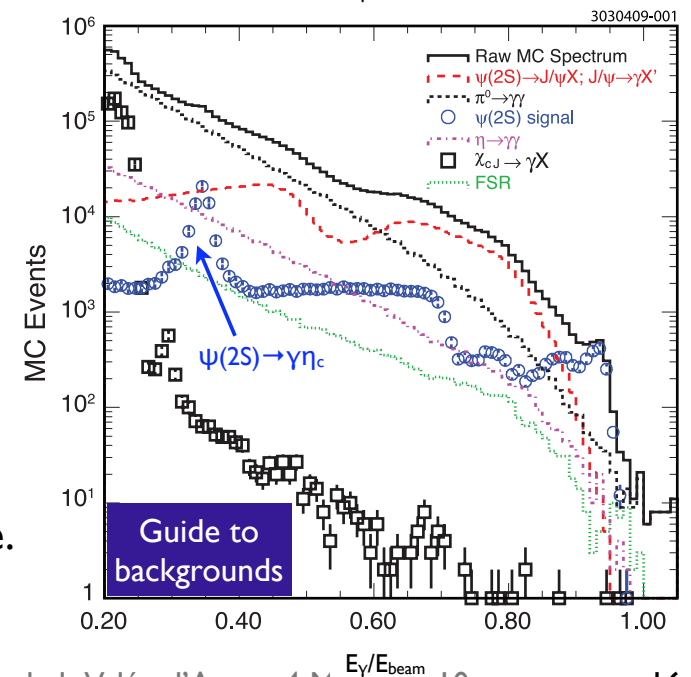 3030409-001
10⁶
Raw MC Spectrum
ψ(2S)→J/ψX; J/ψ→γX'
π⁰→γγ
ψ(2S) signal
η→γγ
χcJ→γX
FSR
10⁵
10⁴
10³
10²
10¹
1
MC Events
ψ(2S)→γηc
Guide to
backgrounds
e.
0.20 0.40 0.60 0.80 1.00
Eγ/Ebeam